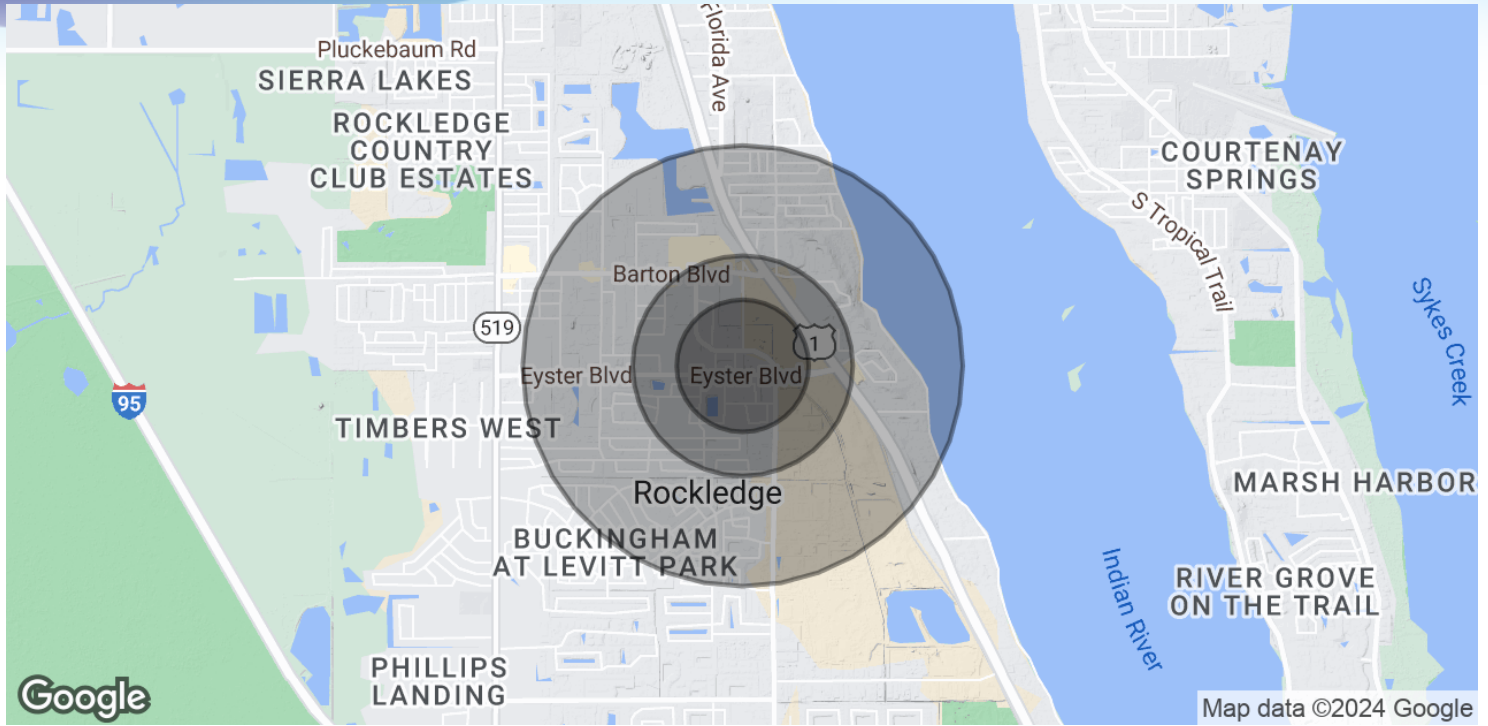 Florida Ave
Pluckebaum Rd
SIERRA LAKES
ROCKLEDGE
COUNTRY
CLUB ESTATES
COURTENAY
SPRINGS
S Tropical Trail
Barton Blvd
Sykes Creek
519
1
Eyster Blvd
Eyster Blvd
95
TIMBERS WEST
MARSH HARBOR
Rockledge
BUCKINGHAM
AT LEVITT PARK
Indian River
RIVER GROVE
ON THE TRAIL
PHILLIPS
LANDING
Google
Map data ©2024 Google